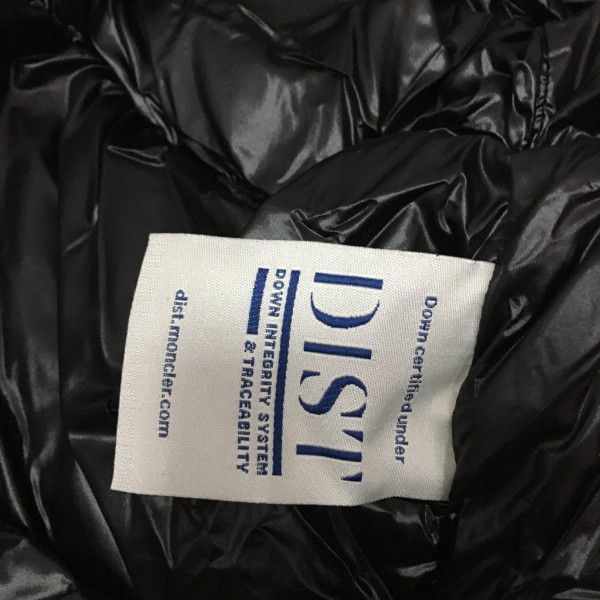 Down certified under
DIST
DOWN INTEGRITY SYSTEM
& TRACEABILITY
dist.moncler.com